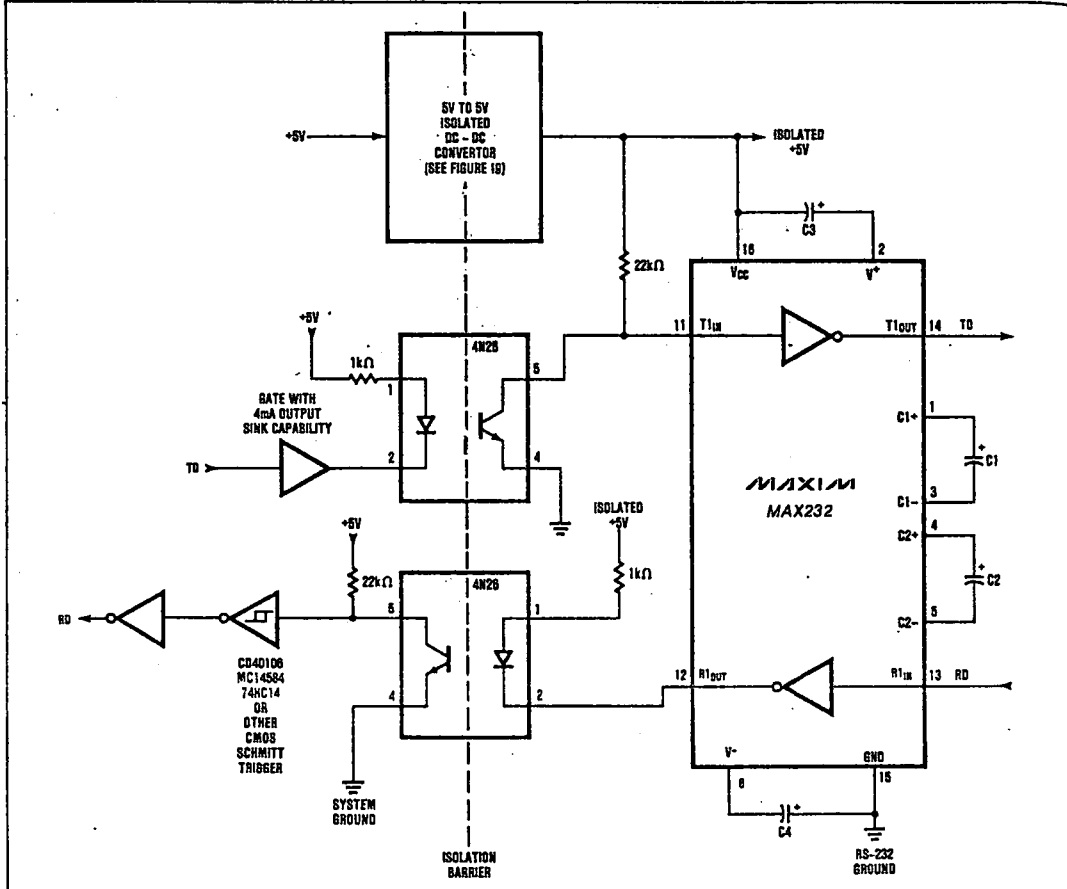 5V TO 5V
ISOLATED
DC - DC
CONVERTOR
(SEE FIGURE 19)
+5V
ISOLATED
+5V
C3
+
16
2
VCC
V+
22kΩ
+5V
1kΩ
4N26
1
5
11
T1IN
T1OUT
14
TD
GATE WITH
4mA OUTPUT
SINK CAPABILITY
TD
2
4
1
C1+
+
C1
C1-
3
MAXIM
MAX232
4
C2+
+
C2
C2-
5
ISOLATED
+5V
1kΩ
+5V
22kΩ
4N26
5
1
RD
CD40106
MC14584
74HC14
OR
OTHER
CMOS
SCHMITT
TRIGGER
4
2
12
R1OUT
R1IN
13
RD
SYSTEM
GROUND
V-
GND
6
15
C4
+
RS-232
GROUND
ISOLATION
BARRIER